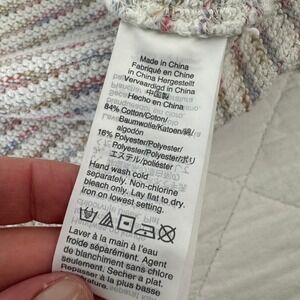 Made in China
Fabriqué en Chine
in China Hergestellt
中国製
Hecho en China
84% Cotton/Coton/
Baumwolle/Katoen/綿/
algodón
16% Polyester/Polyester/
Polyester/Polyester/ポリ
エステル/poliéster
Hand wash cold
separately. Non-chlorine
bleach only. Lay flat to dry.
Iron on lowest setting.
Laver à la main à l'eau
froide séparément. Agent
de blanchiment sans chlore
seulement. Sécher à plat.
Repasser à la plus basse
température.